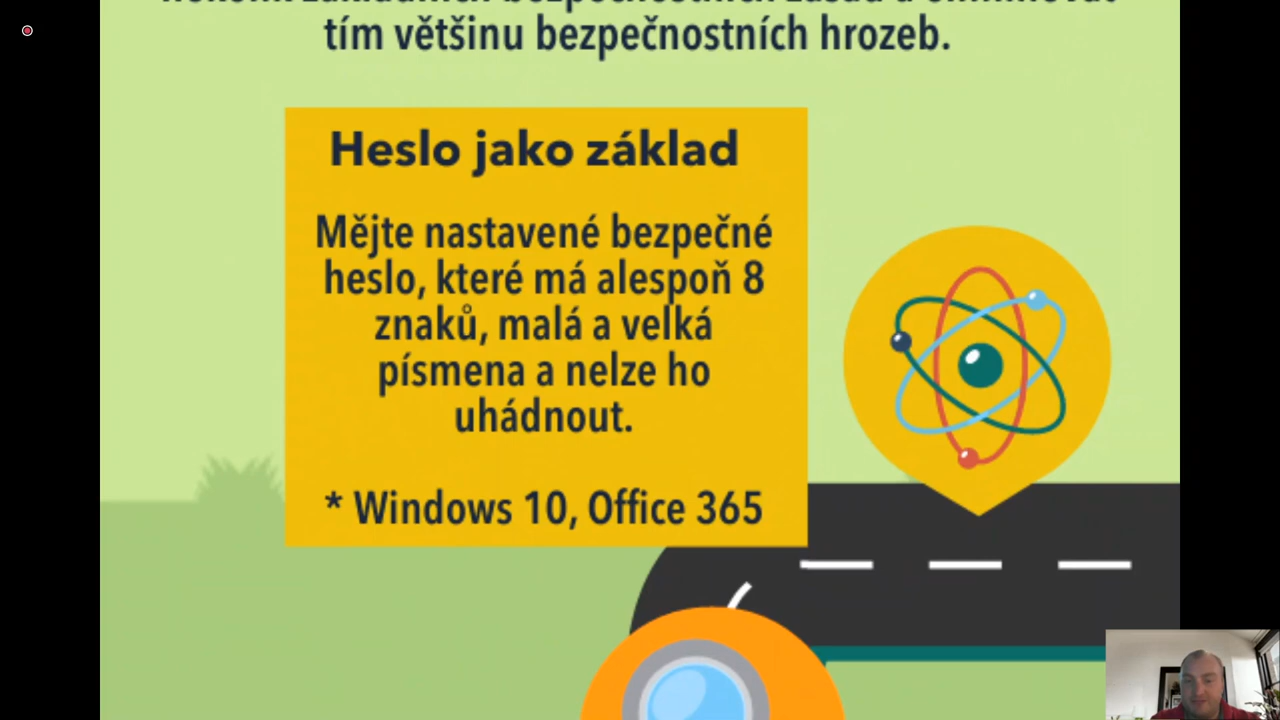 tím většinu bezpečnostních hrozeb.
Heslo jako základ
Mějte nastavené bezpečné
heslo, které má alespoň 8
znaků, malá a velká
písmena a nelze ho
uhádnout.
* Windows 10, Office 365